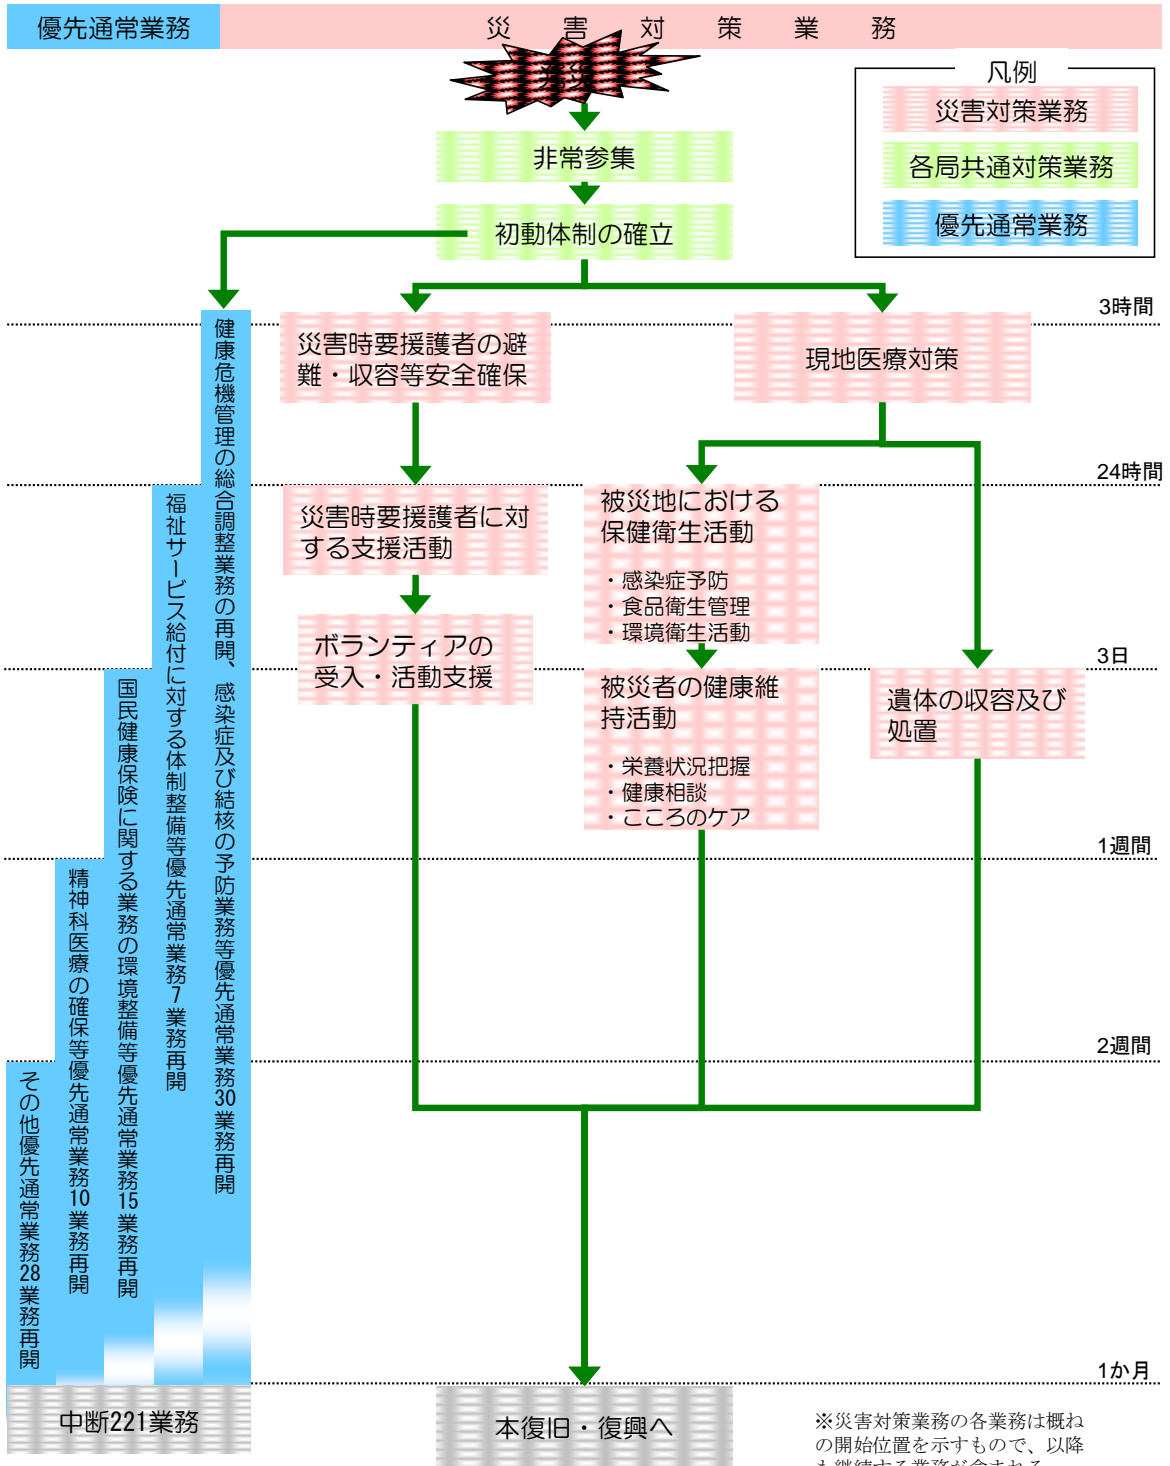 優先通常業務
災害対策業務
発災
凡例
災害対策業務
各局共通対策業務
優先通常業務
非常参集
初動体制の確立
3時間
災害時要援護者の避
難・収容等安全確保
現地医療対策
24時間
災害時要援護者に対
する支援活動
被災地における
保健衛生活動
・感染症予防
・食品衛生管理
・環境衛生活動
ボランティアの
受入・活動支援
3日
被災者の健康維
持活動
・栄養状況把握
・健康相談
・こころのケア
遺体の収容及び
処置
1週間
2週間
1か月
健康危機管理の総合調整業務の再開、感染症及び結核の予防業務等優先通常業務30業務再開
福祉サービス給付に対する体制整備等優先通常業務7業務再開
国民健康保険に関する業務の環境整備等優先通常業務15業務再開
精神科医療の確保等優先通常業務10業務再開
その他優先通常業務28業務再開
中断221業務
本復旧・復興へ
※災害対策業務の各業務は概ね
の開始位置を示すもので、以降
も継続する業務が含まれる